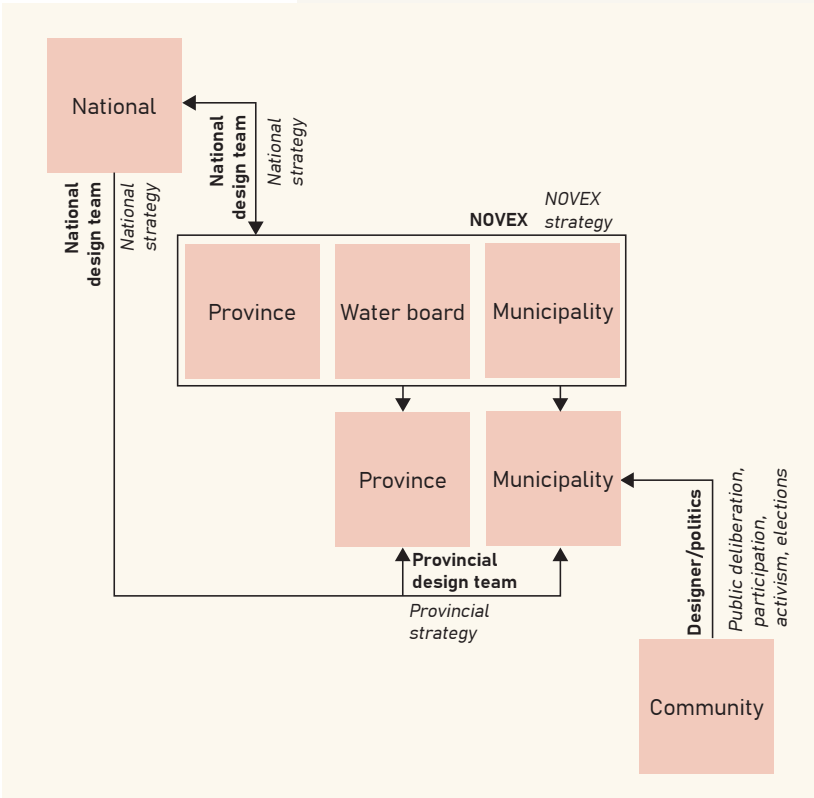 National
National
design team
National
strategy
National
design team
National
strategy
NOVEX
NOVEX
strategy
Province
Water board
Municipality
Province
Municipality
Provincial
design team
Provincial
strategy
Designer/politics
Public deliberation,
participation,
activism, elections
Community